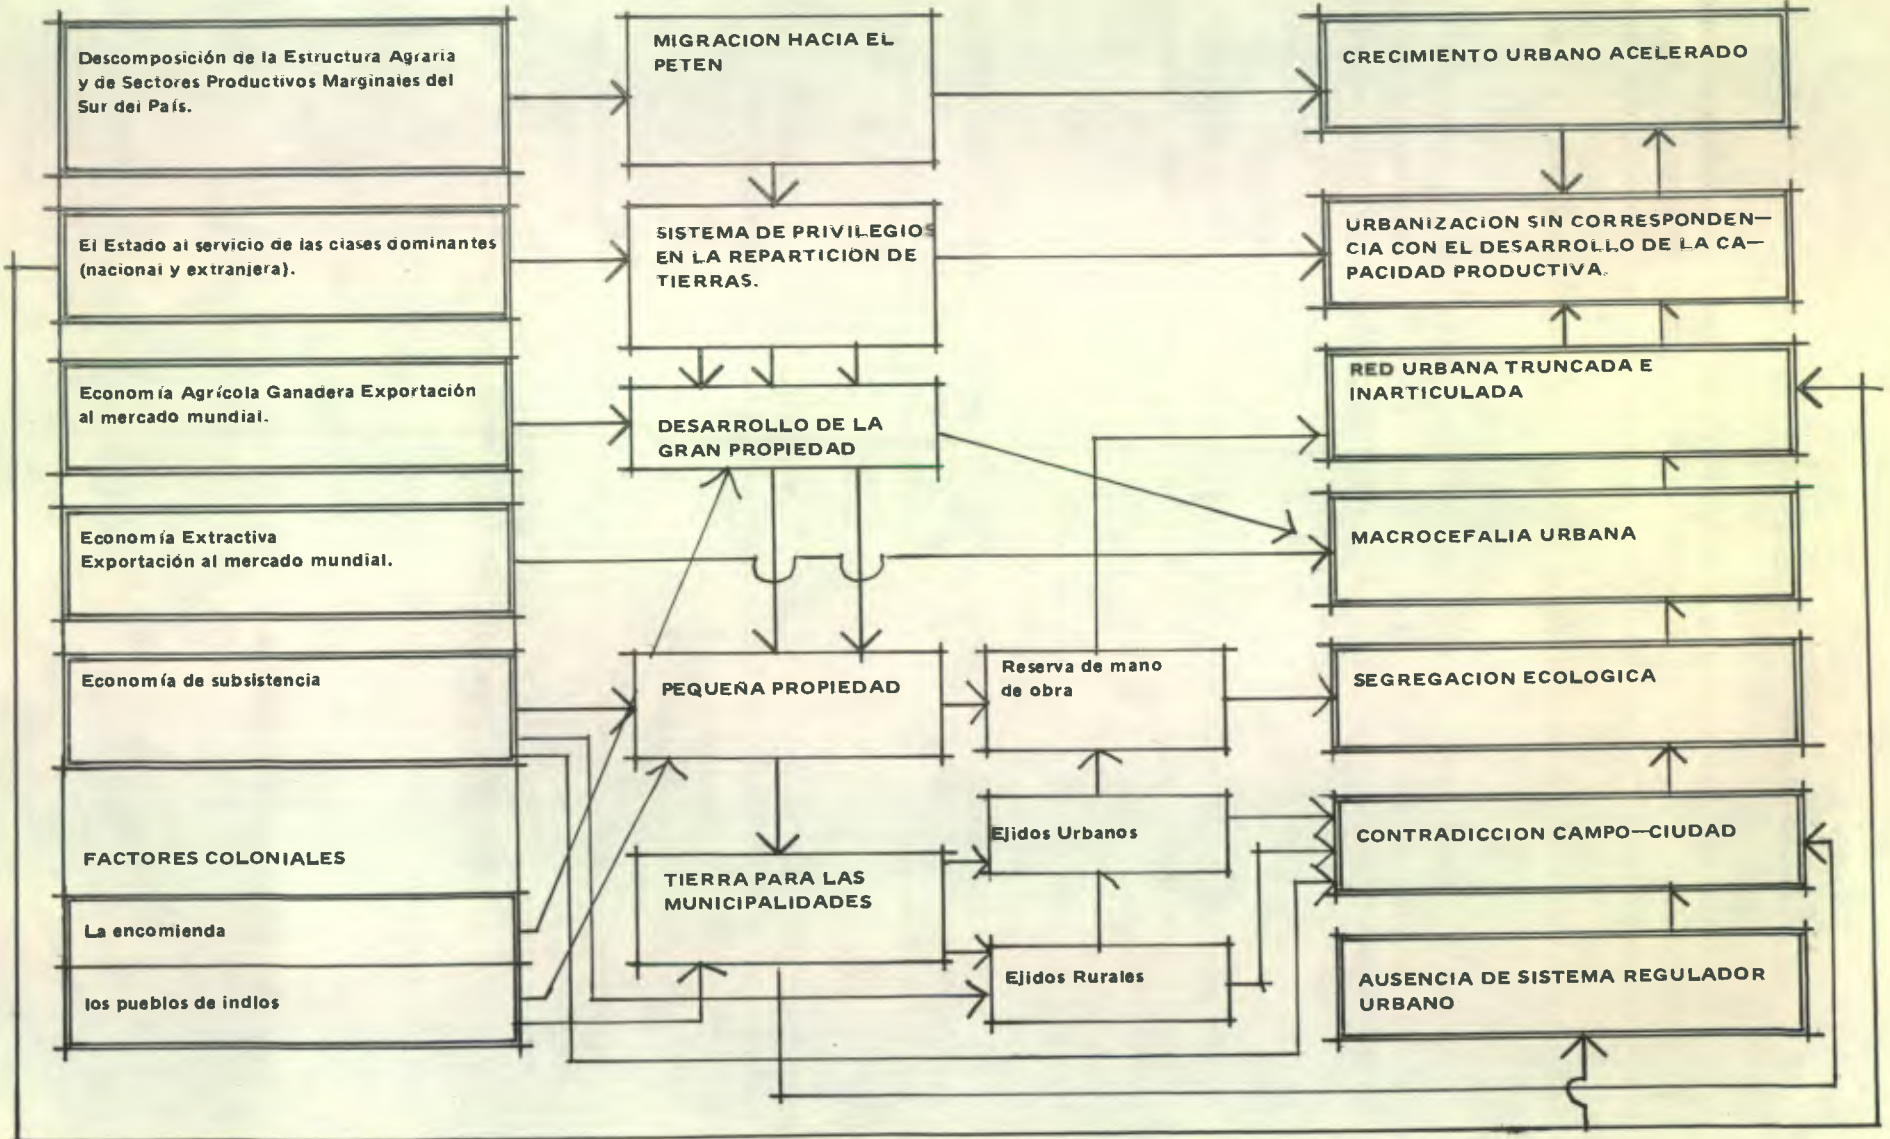 Descomposición de la Estructura Agraria
y de Sectores Productivos Marginales del
Sur del País.
El Estado al servicio de las clases dominantes
(nacional y extranjera).
Economía Agrícola Ganadera Exportación
al mercado mundial.
Economía Extractiva
Exportación al mercado mundial.
Economía de subsistencia
FACTORES COLONIALES
La encomienda
los pueblos de indios
MIGRACION HACIA EL
PETEN
SISTEMA DE PRIVILEGIOS
EN LA REPARTICIÓN DE
TIERRAS.
DESARROLLO DE LA
GRAN PROPIEDAD
PEQUEÑA PROPIEDAD
TIERRA PARA LAS
MUNICIPALIDADES
Reserva de mano
de obra
Ejidos Urbanos
Ejidos Rurales
CRECIMIENTO URBANO ACELERADO
URBANIZACION SIN CORRESPONDEN—
CIA CON EL DESARROLLO DE LA CA—
PACIDAD PRODUCTIVA.
RED URBANA TRUNCADA E
INARTICULADA
MACROCEFALIA URBANA
SEGREGACION ECOLOGICA
CONTRADICCION CAMPO—CIUDAD
AUSENCIA DE SISTEMA REGULADOR
URBANO